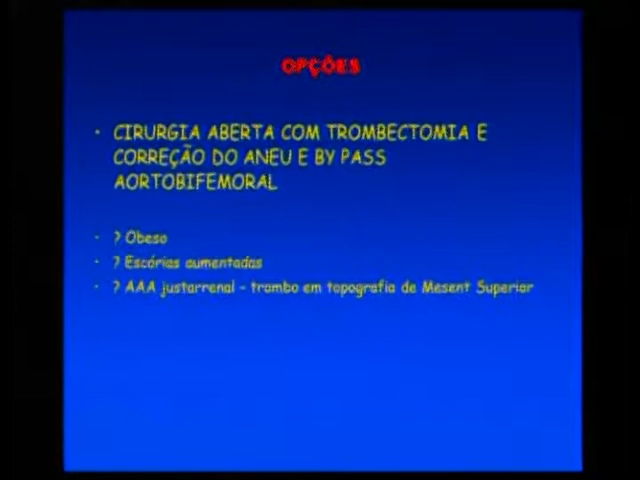 OPÇÕES
• CIRURGIA ABERTA COM TROMBECTOMIA E
CORREÇÃO DO ANEU E BY PASS
AORTOBIFEMORAL
• ? Obeso
• ? Escórias aumentadas
• ? AAA justarrenal - trombo em topografia de Mesent Superior